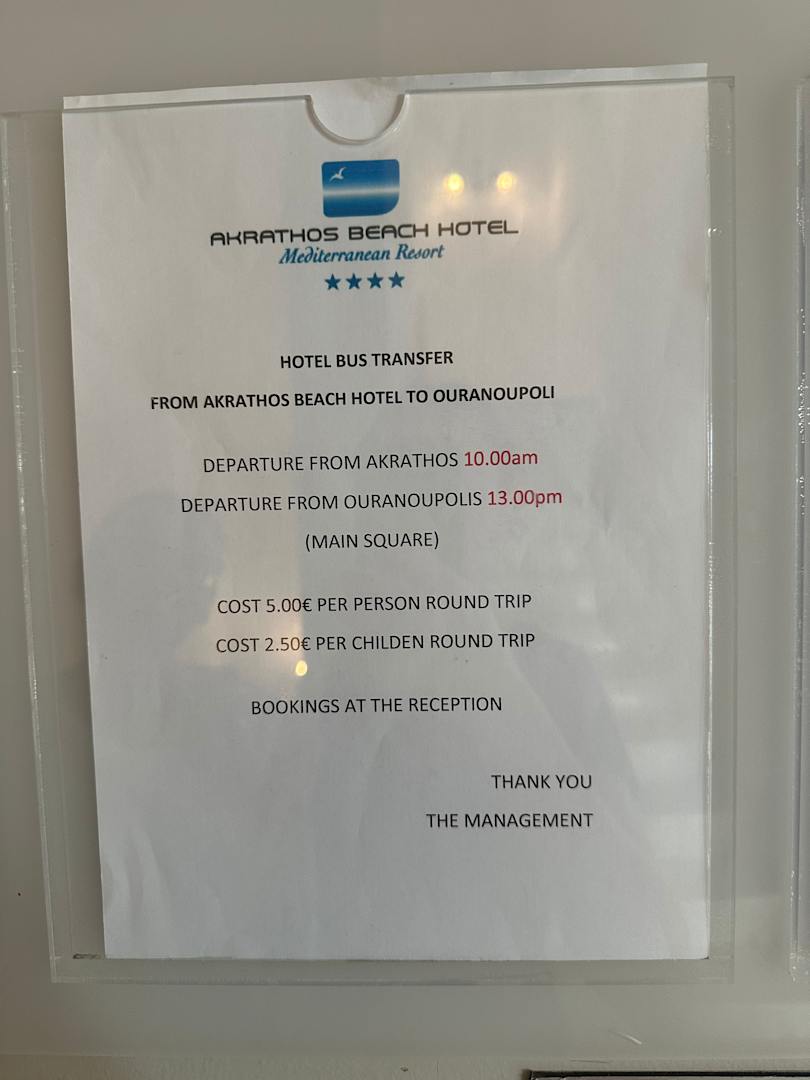 AKRATHOS BEACH HOTEL
Mediterranean Resort
HOTEL BUS TRANSFER
FROM AKRATHOS BEACH HOTEL TO OURANOUPOLI
DEPARTURE FROM AKRATHOS 10.00am
DEPARTURE FROM OURANOUPOLIS 13.00pm
(MAIN SQUARE)
COST 5.00€ PER PERSON ROUND TRIP
COST 2.50€ PER CHILDEN ROUND TRIP
BOOKINGS AT THE RECEPTION
THANK YOU
THE MANAGEMENT